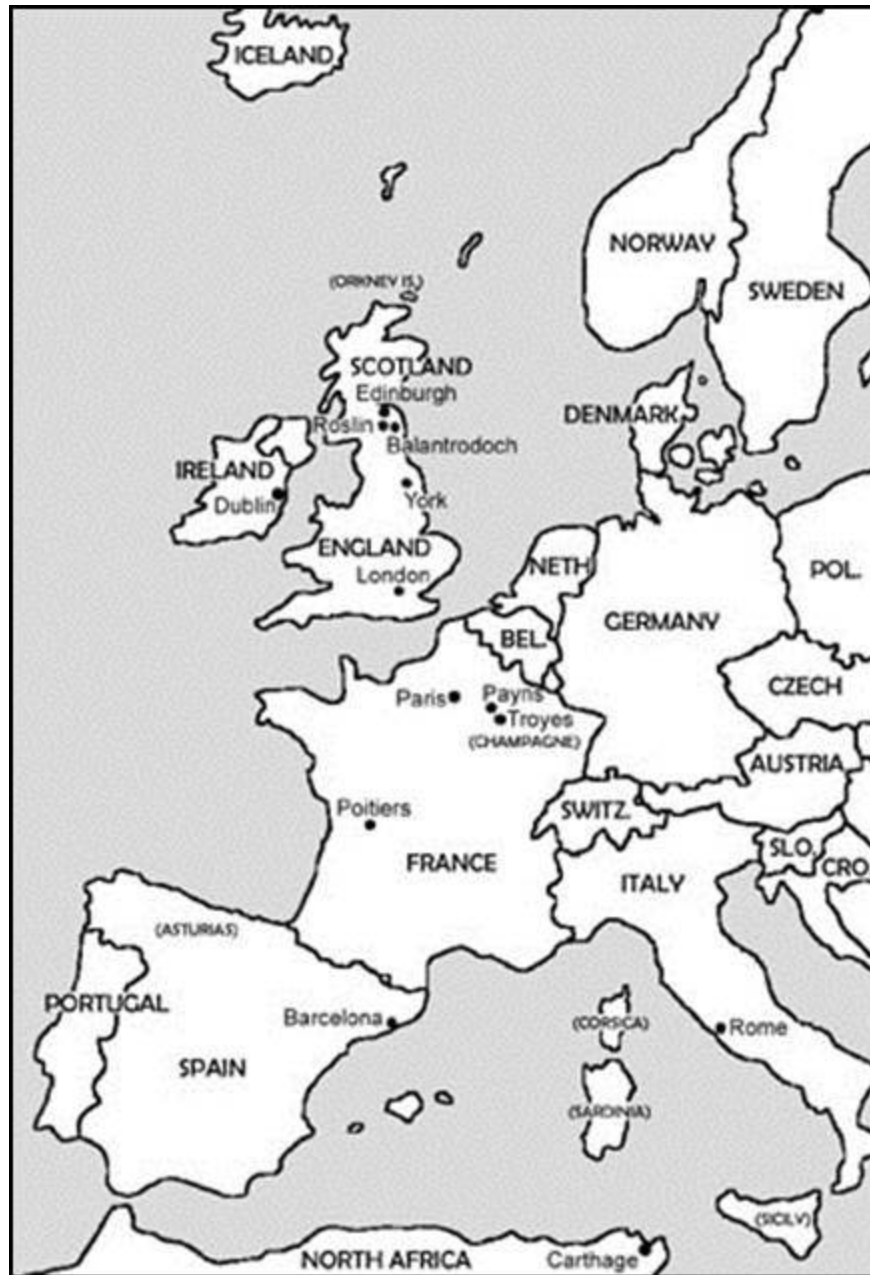 ICELAND
NORWAY
SWEDEN
(ORKNEY IS.)
SCOTLAND
Edinburgh
DENMARK
Roslin
Balantrodoch
IRELAND
Dublin
York
ENGLAND
NETH
POL.
London
GERMANY
BEL.
CZECH
Paris
Payns
Troyes
(CHAMPAGNE)
AUSTRIA
Poitiers
SWITZ.
SLO.
FRANCE
CRO
ITALY
(ASTURIAS)
PORTUGAL
Barcelona
(CORSICA)
Rome
SPAIN
(SARDINIA)
(SICILY)
NORTH AFRICA
Carthage